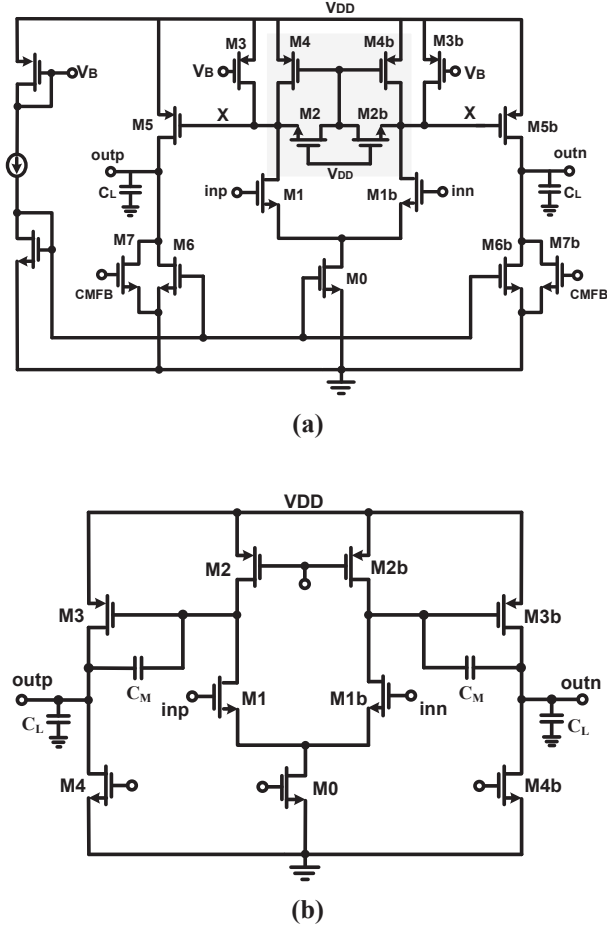 VDD
M3 M4 M4b M3b
VB VB VB
M5 X M2 M2b X M5b
VDD
outp outn
CL CL
inp M1 M1b inn
M7 M6 M0 M6b M7b
CMFB CMFB
(a)
VDD
M2 M2b
M3 M3b
outp CM CM outn
CL inp M1 M1b inn CL
M4 M0 M4b
(b)